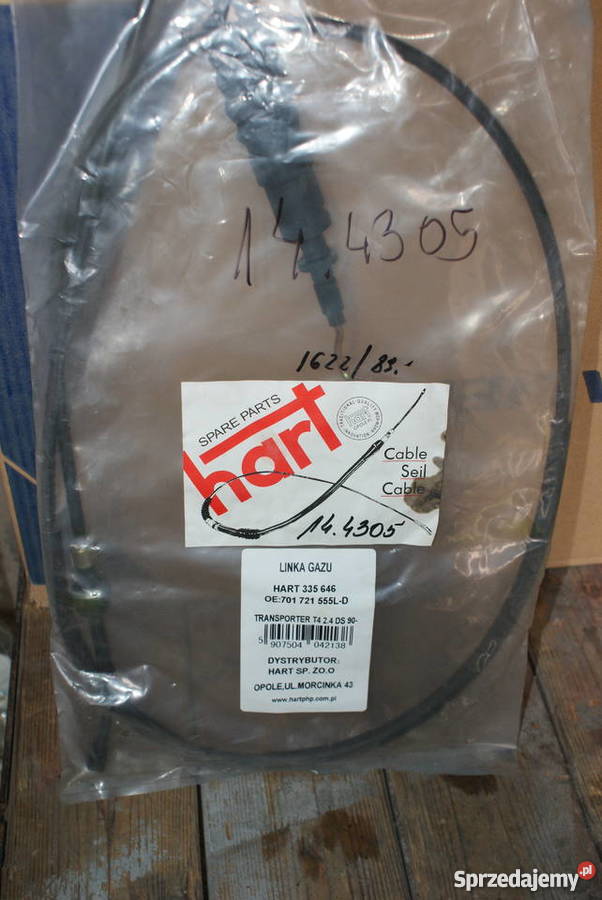 14.4305
1622/89.-
SPARE PARTS
hart
Cable
Seil
Cable
14.4305
LINKA GAZU
HART 335 646
OE:701 721 555L-D
TRANSPORTER T4 2.4 DS 90-
5 907504 042138
DYSTRYBUTOR:
HART SP. ZO.O
OPOLE,UL.MORCINKA 43
www.hartphp.com.pl
Sprzedajemy.pl